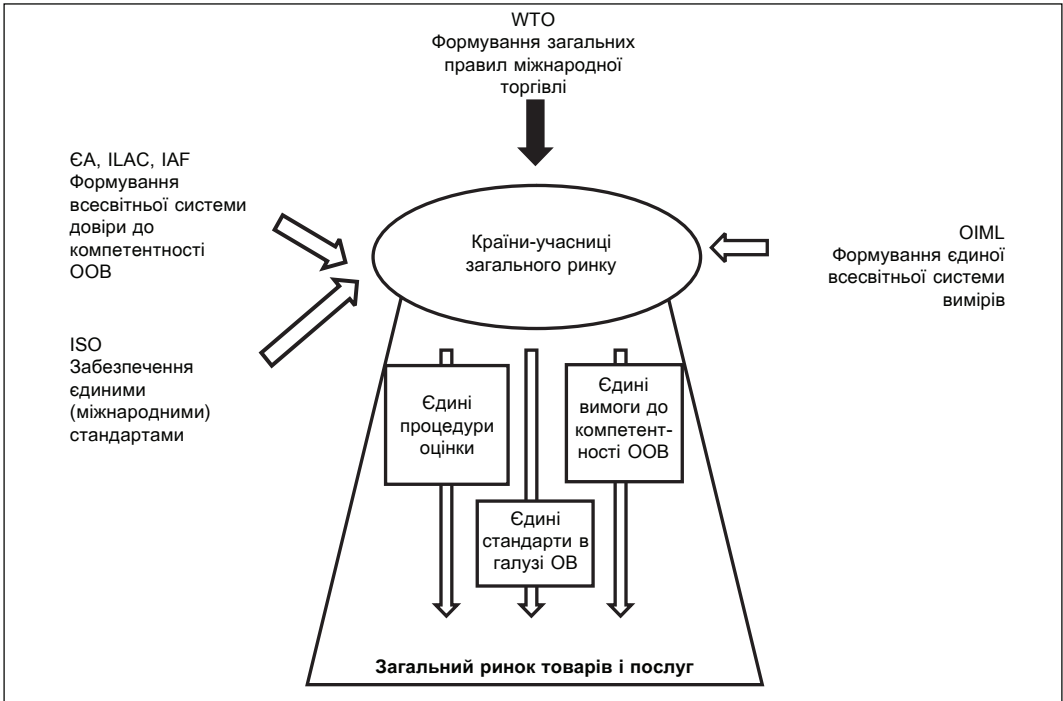 WTO
Формування загальних
правил міжнародної
торгівлі
ЄА, ILAC, IAF
Формування
всесвітньої системи
довіри до
компетентності
ООВ
Країни-учасниці
загального ринку
OIML
Формування єдиної
всесвітньої системи
вимірів
ISO
Забезпечення
єдиними
(міжнародними)
стандартами
Єдині
процедури
оцінки
Єдині
вимоги до
компетент-
ності ООВ
Єдині
стандарти в
галузі ОВ
Загальний ринок товарів і послуг